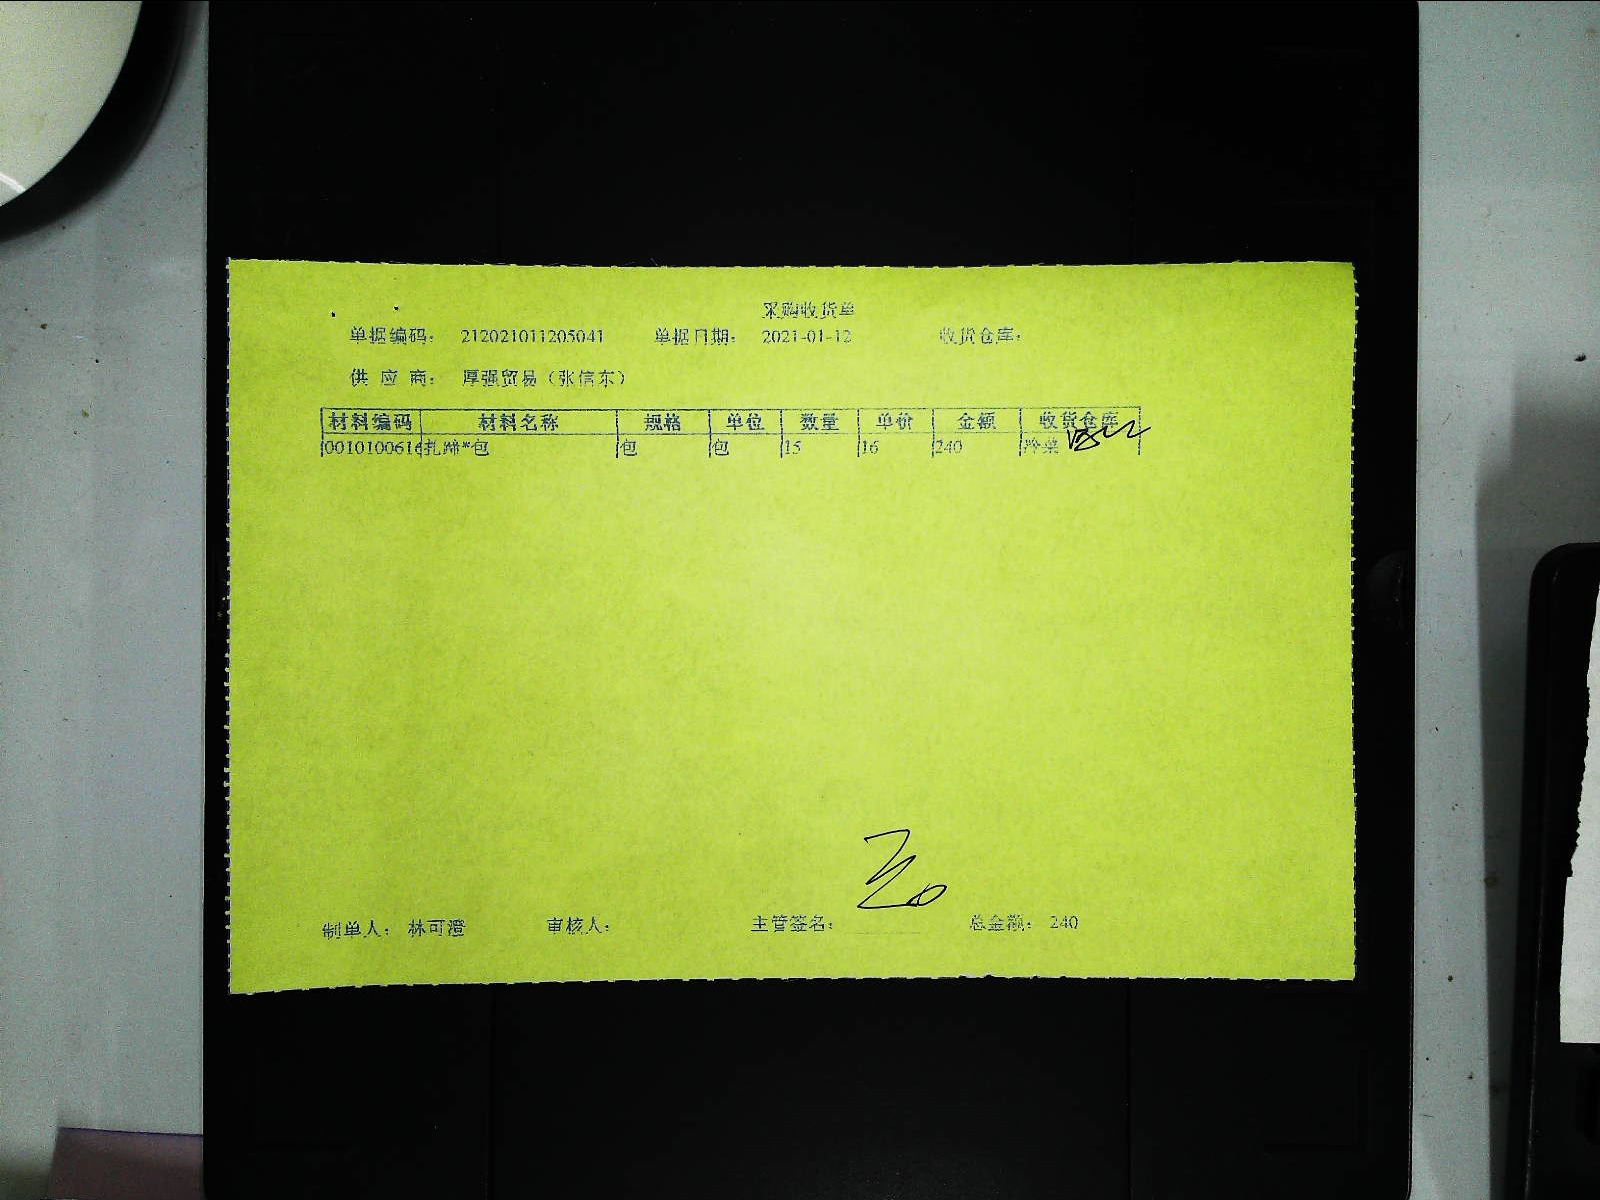 采购收货单
单据编码： 212021011205041 单据日期： 2021-01-12 收货仓库：
供 应 商： 厚强贸易（张信东）
材料编码 材料名称 规格 单位 数量 单价 金额 收货仓库
0010100616 扎蹄*包 包 包 15 16 240 冷菜
制单人： 林可澄 审核人： 主管签名： 总金额： 240